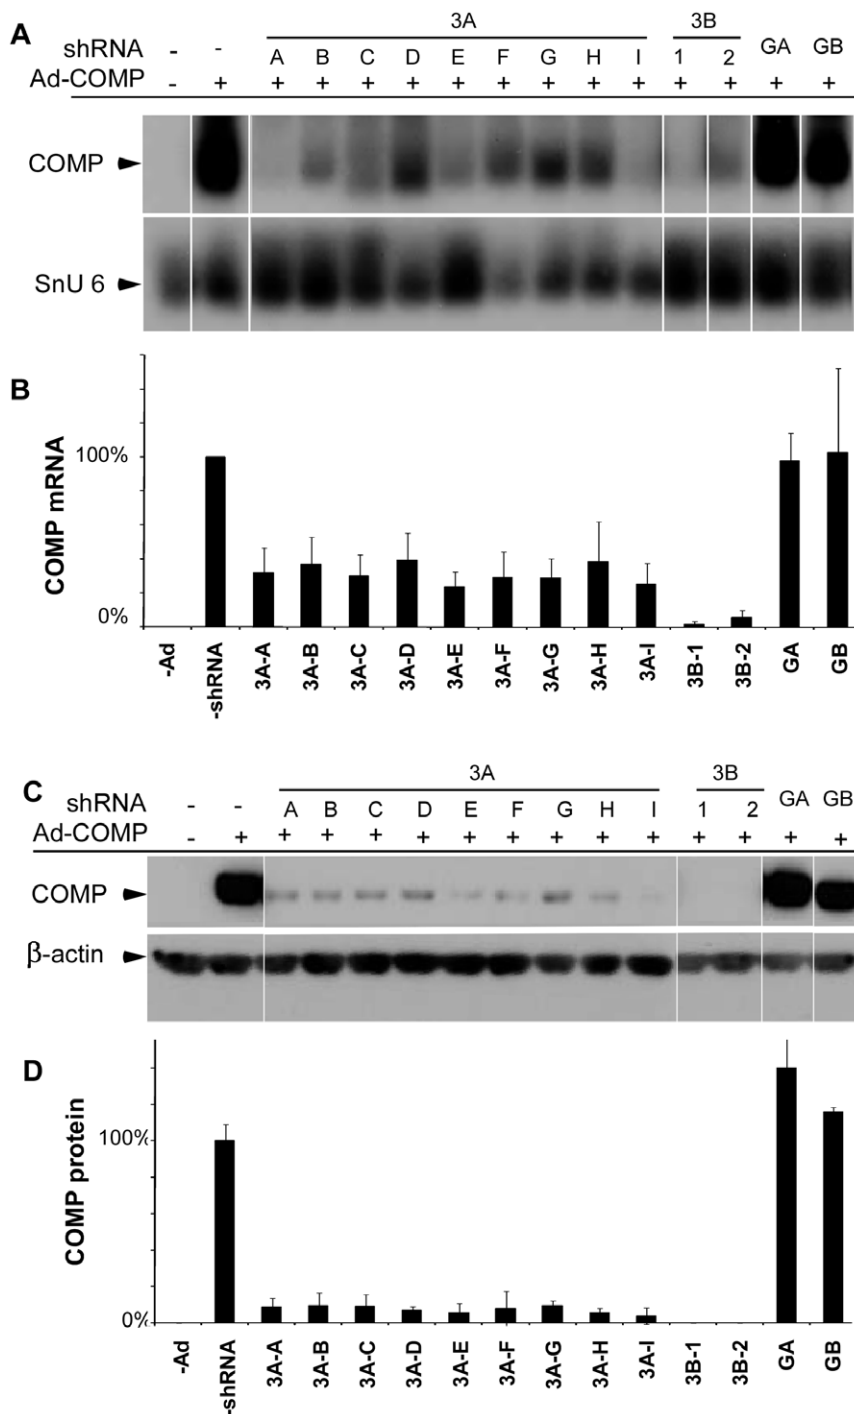 A
3A 3B
shRNA - - A B C D E F G H I 1 2 GA GB
Ad-COMP - + + + + + + + + + + + + + +
COMP
SnU 6
B
COMP mRNA
100%
0%
-Ad -shRNA 3A-A 3A-B 3A-C 3A-D 3A-E 3A-F 3A-G 3A-H 3A-I 3B-1 3B-2 GA GB
C
3A 3B
shRNA - - A B C D E F G H I 1 2 GA GB
Ad-COMP - + + + + + + + + + + + + + +
COMP
β-actin
D
COMP protein
100%
0%
-Ad -shRNA 3A-A 3A-B 3A-C 3A-D 3A-E 3A-F 3A-G 3A-H 3A-I 3B-1 3B-2 GA GB